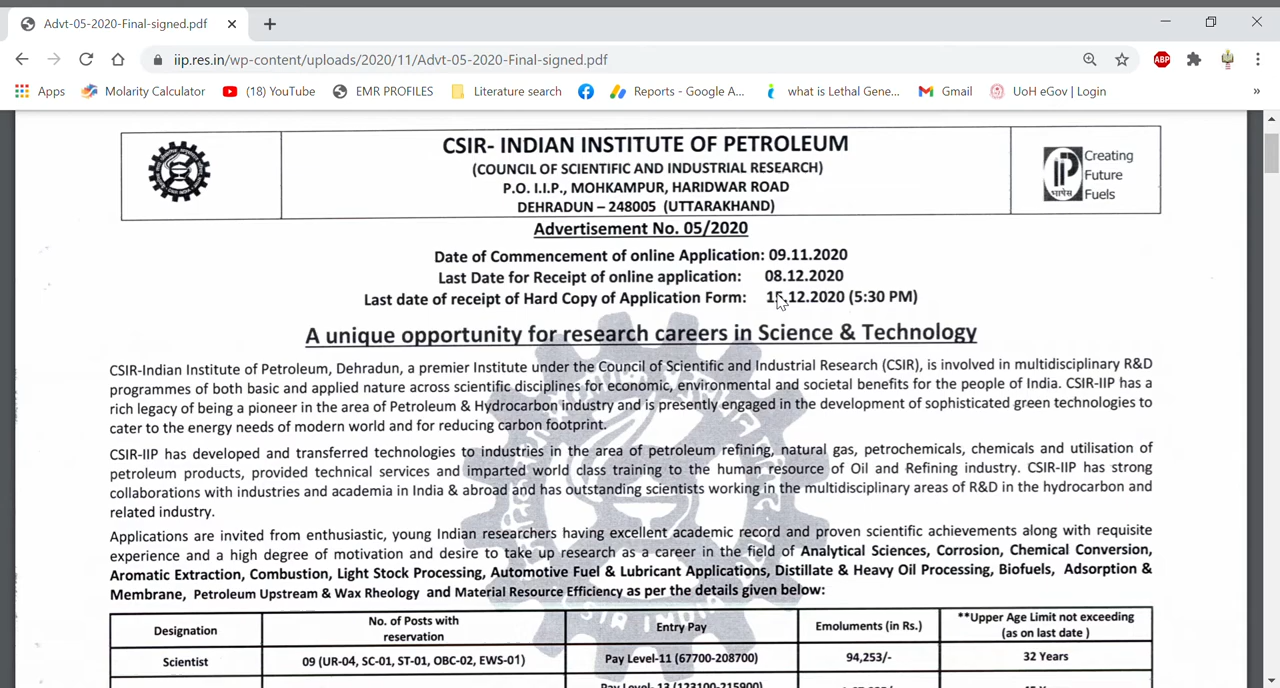 Advt-05-2020-Final-signed.pdf
iip.res.in/wp-content/uploads/2020/11/Advt-05-2020-Final-signed.pdf
ABP
Apps Molarity Calculator (18) YouTube EMR PROFILES Literature search Reports - Google A... what is Lethal Gene... Gmail UoH eGov | Login »
CSIR- INDIAN INSTITUTE OF PETROLEUM
(COUNCIL OF SCIENTIFIC AND INDUSTRIAL RESEARCH)
P.O. I.I.P., MOHKAMPUR, HARIDWAR ROAD
DEHRADUN – 248005 (UTTARAKHAND)
Creating
Future
Fuels
Advertisement No. 05/2020
Date of Commencement of online Application: 09.11.2020
Last Date for Receipt of online application: 08.12.2020
Last date of receipt of Hard Copy of Application Form: 15.12.2020 (5:30 PM)
A unique opportunity for research careers in Science & Technology
CSIR-Indian Institute of Petroleum, Dehradun, a premier Institute under the Council of Scientific and Industrial Research (CSIR), is involved in multidisciplinary R&D
programmes of both basic and applied nature across scientific disciplines for economic, environmental and societal benefits for the people of India. CSIR-IIP has a
rich legacy of being a pioneer in the area of Petroleum & Hydrocarbon industry and is presently engaged in the development of sophisticated green technologies to
cater to the energy needs of modern world and for reducing carbon footprint.
CSIR-IIP has developed and transferred technologies to industries in the area of petroleum refining, natural gas, petrochemicals, chemicals and utilisation of
petroleum products, provided technical services and imparted world class training to the human resource of Oil and Refining industry. CSIR-IIP has strong
collaborations with industries and academia in India & abroad and has outstanding scientists working in the multidisciplinary areas of R&D in the hydrocarbon and
related industry.
Applications are invited from enthusiastic, young Indian researchers having excellent academic record and proven scientific achievements along with requisite
experience and a high degree of motivation and desire to take up research as a career in the field of Analytical Sciences, Corrosion, Chemical Conversion,
Aromatic Extraction, Combustion, Light Stock Processing, Automotive Fuel & Lubricant Applications, Distillate & Heavy Oil Processing, Biofuels, Adsorption &
Membrane, Petroleum Upstream & Wax Rheology and Material Resource Efficiency as per the details given below:
Designation No. of Posts with reservation Entry Pay Emoluments (in Rs.) **Upper Age Limit not exceeding (as on last date )
Scientist 09 (UR-04, SC-01, ST-01, OBC-02, EWS-01) Pay Level-11 (67700-208700) 94,253/- 32 Years